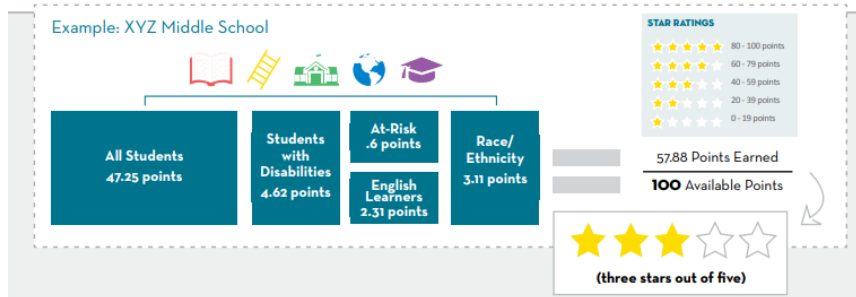 Example: XYZ Middle School
All Students
47.25 points
Students
with
Disabilities
4.62 points
At-Risk
.6 points
English
Learners
2.31 points
Race/
Ethnicity
3.11 points
57.88 Points Earned
100 Available Points
STAR RATINGS
80 - 100 points
60 - 79 points
40 - 59 points
20 - 39 points
0 - 19 points
(three stars out of five)